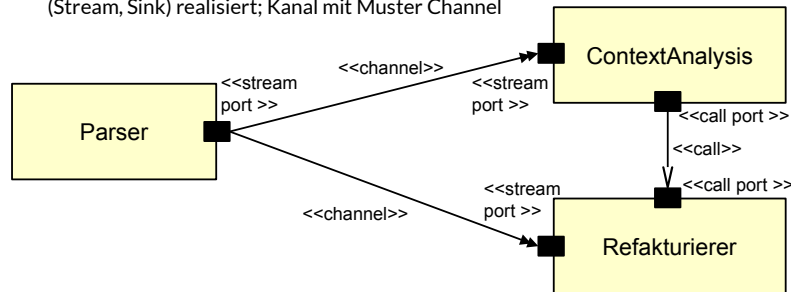 (Stream, Sink) realisiert; Kanal mit Muster Channel
<<channel>>
<<stream
port >>
ContextAnalysis
<<stream
port >>
Parser
<<call port >>
<<call>>
<<call port >>
<<stream
port >>
<<channel>>
Refakturierer